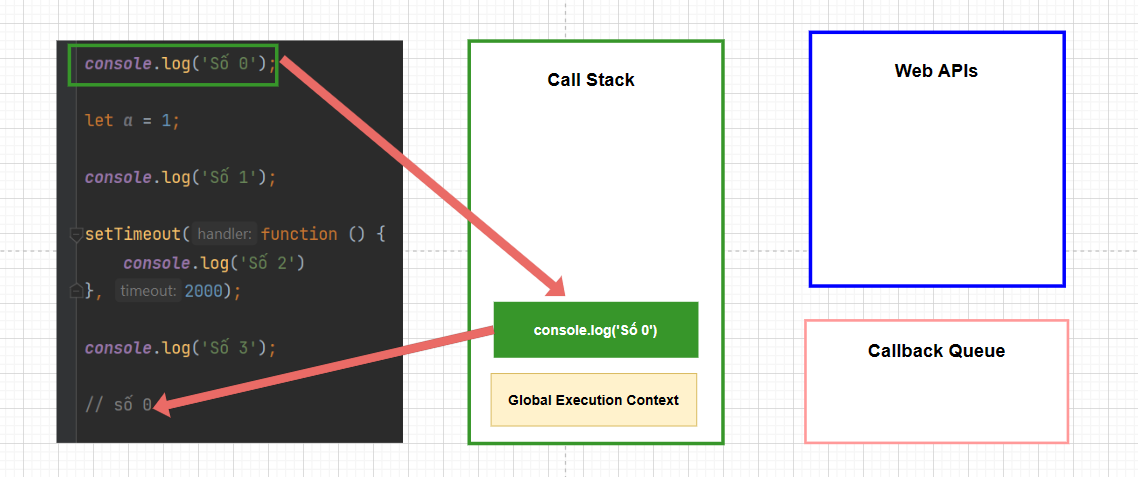 console.log('Số 0');
let a = 1;
console.log('Số 1');
setTimeout( handler: function () {
console.log('Số 2')
}, timeout: 2000);
console.log('Số 3');
// số 0
Call Stack
console.log('Số 0')
Global Execution Context
Web APIs
Callback Queue